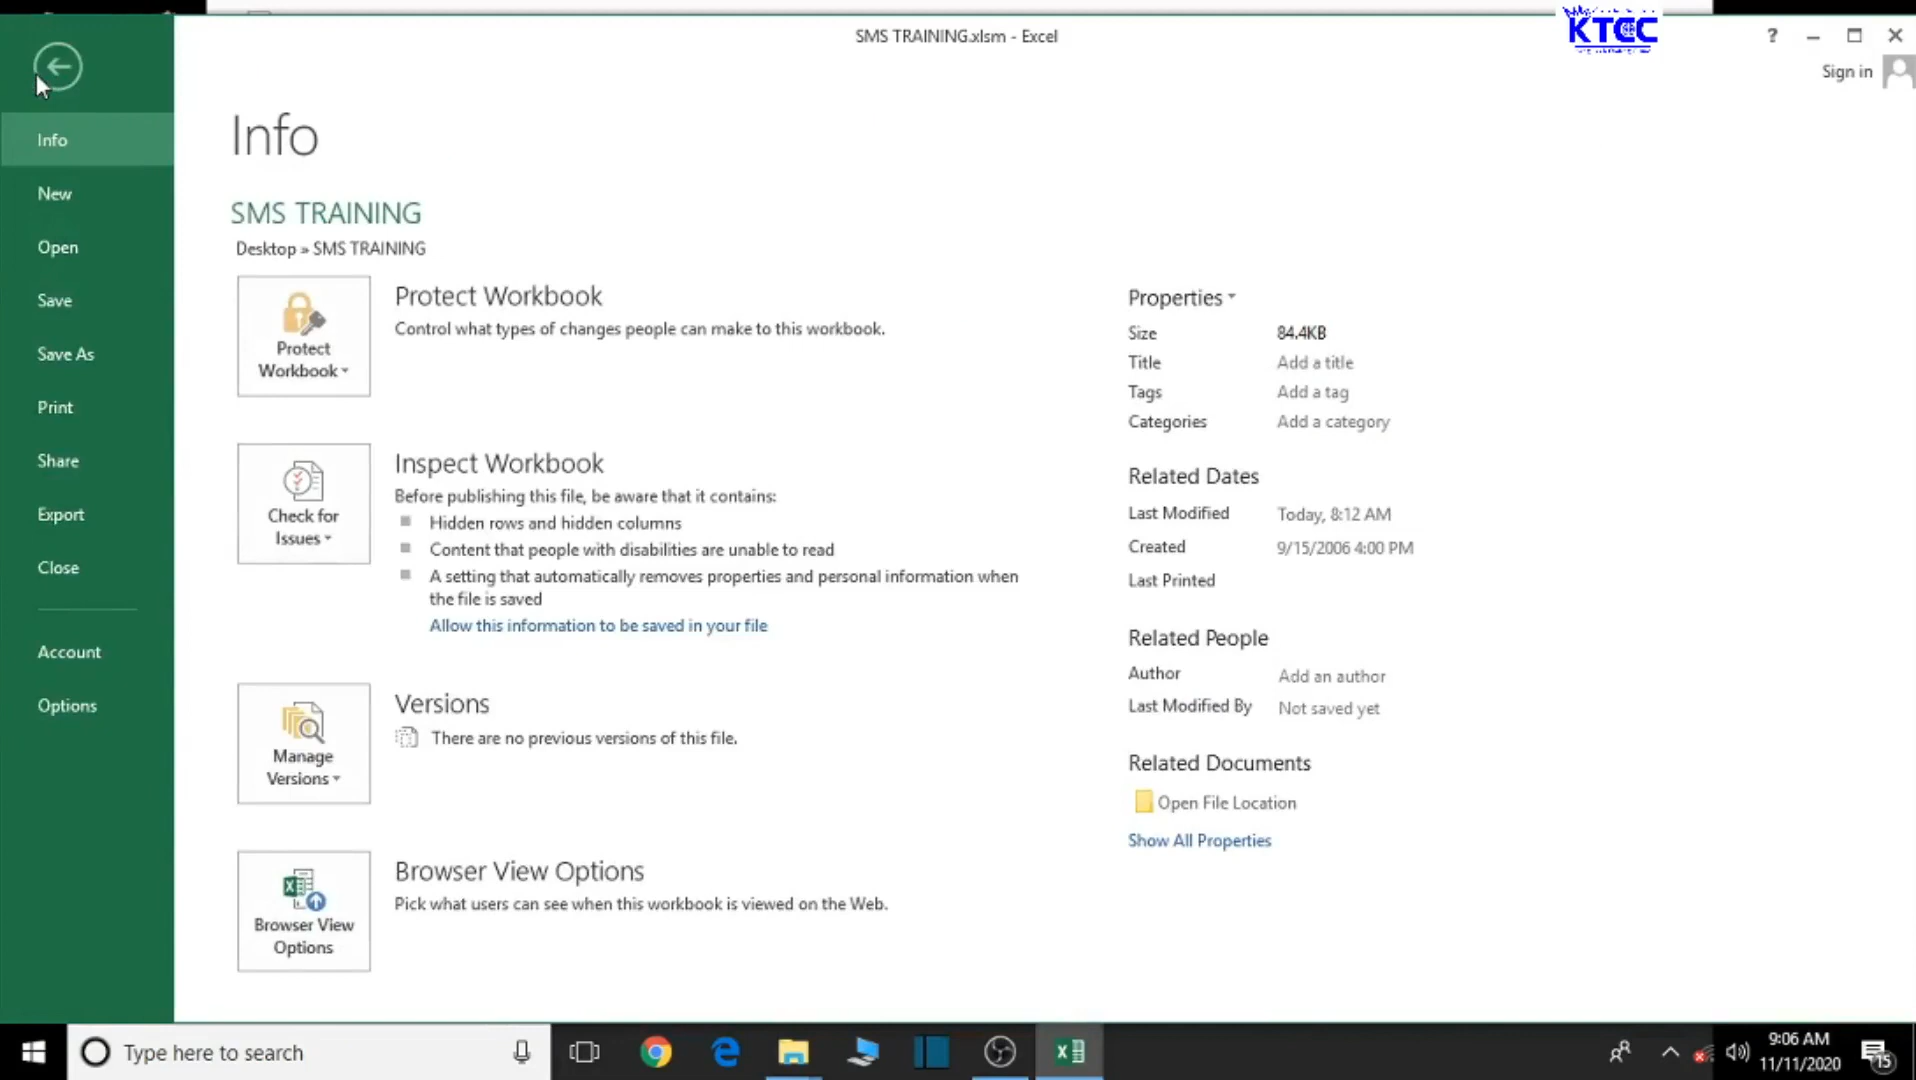 SMS TRAINING.xlsm - Excel
KTCC
?
Sign in
Info
New
Open
Save
Save As
Print
Share
Export
Close
Account
Options
Info
SMS TRAINING
Desktop » SMS TRAINING
Protect
Workbook
Protect Workbook
Control what types of changes people can make to this workbook.
Check for
Issues
Inspect Workbook
Before publishing this file, be aware that it contains:
Hidden rows and hidden columns
Content that people with disabilities are unable to read
A setting that automatically removes properties and personal information when
the file is saved
Allow this information to be saved in your file
Manage
Versions
Versions
There are no previous versions of this file.
Browser View
Options
Browser View Options
Pick what users can see when this workbook is viewed on the Web.
Properties
Size 84.4KB
Title Add a title
Tags Add a tag
Categories Add a category
Related Dates
Last Modified Today, 8:12 AM
Created 9/15/2006 4:00 PM
Last Printed
Related People
Author Add an author
Last Modified By Not saved yet
Related Documents
Open File Location
Show All Properties
Type here to search
9:06 AM
11/11/2020
15